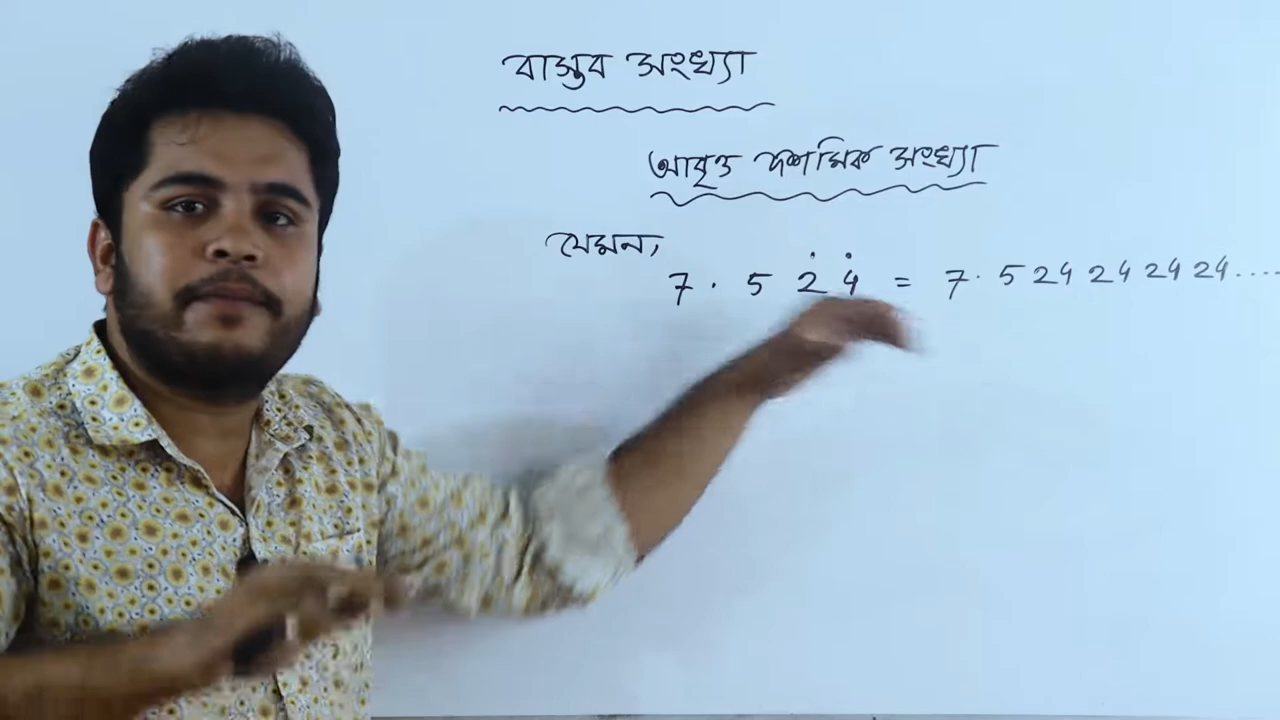 বাস্তব সংখ্যা
আবৃত্ত দশমিক সংখ্যা
যেমন,
7.52̇4̇ = 7.524242424....